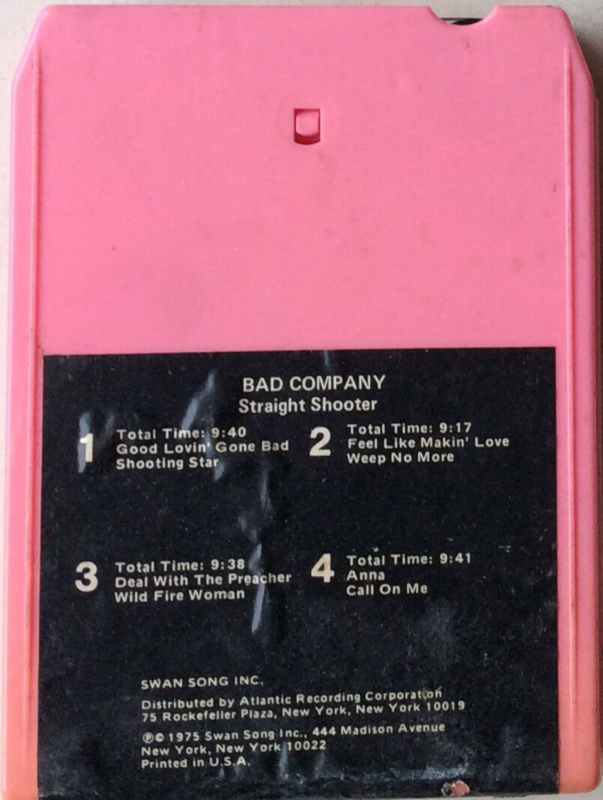 BAD COMPANY
Straight Shooter
1
Total Time: 9:40
Good Lovin' Gone Bad
Shooting Star
2
Total Time: 9:17
Feel Like Makin' Love
Weep No More
3
Total Time: 9:38
Deal With The Preacher
Wild Fire Woman
4
Total Time: 9:41
Anna
Call On Me
SWAN SONG INC.
Distributed by Atlantic Recording Corporation
75 Rockefeller Plaza, New York, New York 10019
℗© 1975 Swan Song Inc., 444 Madison Avenue
New York, New York 10022
Printed in U.S.A.